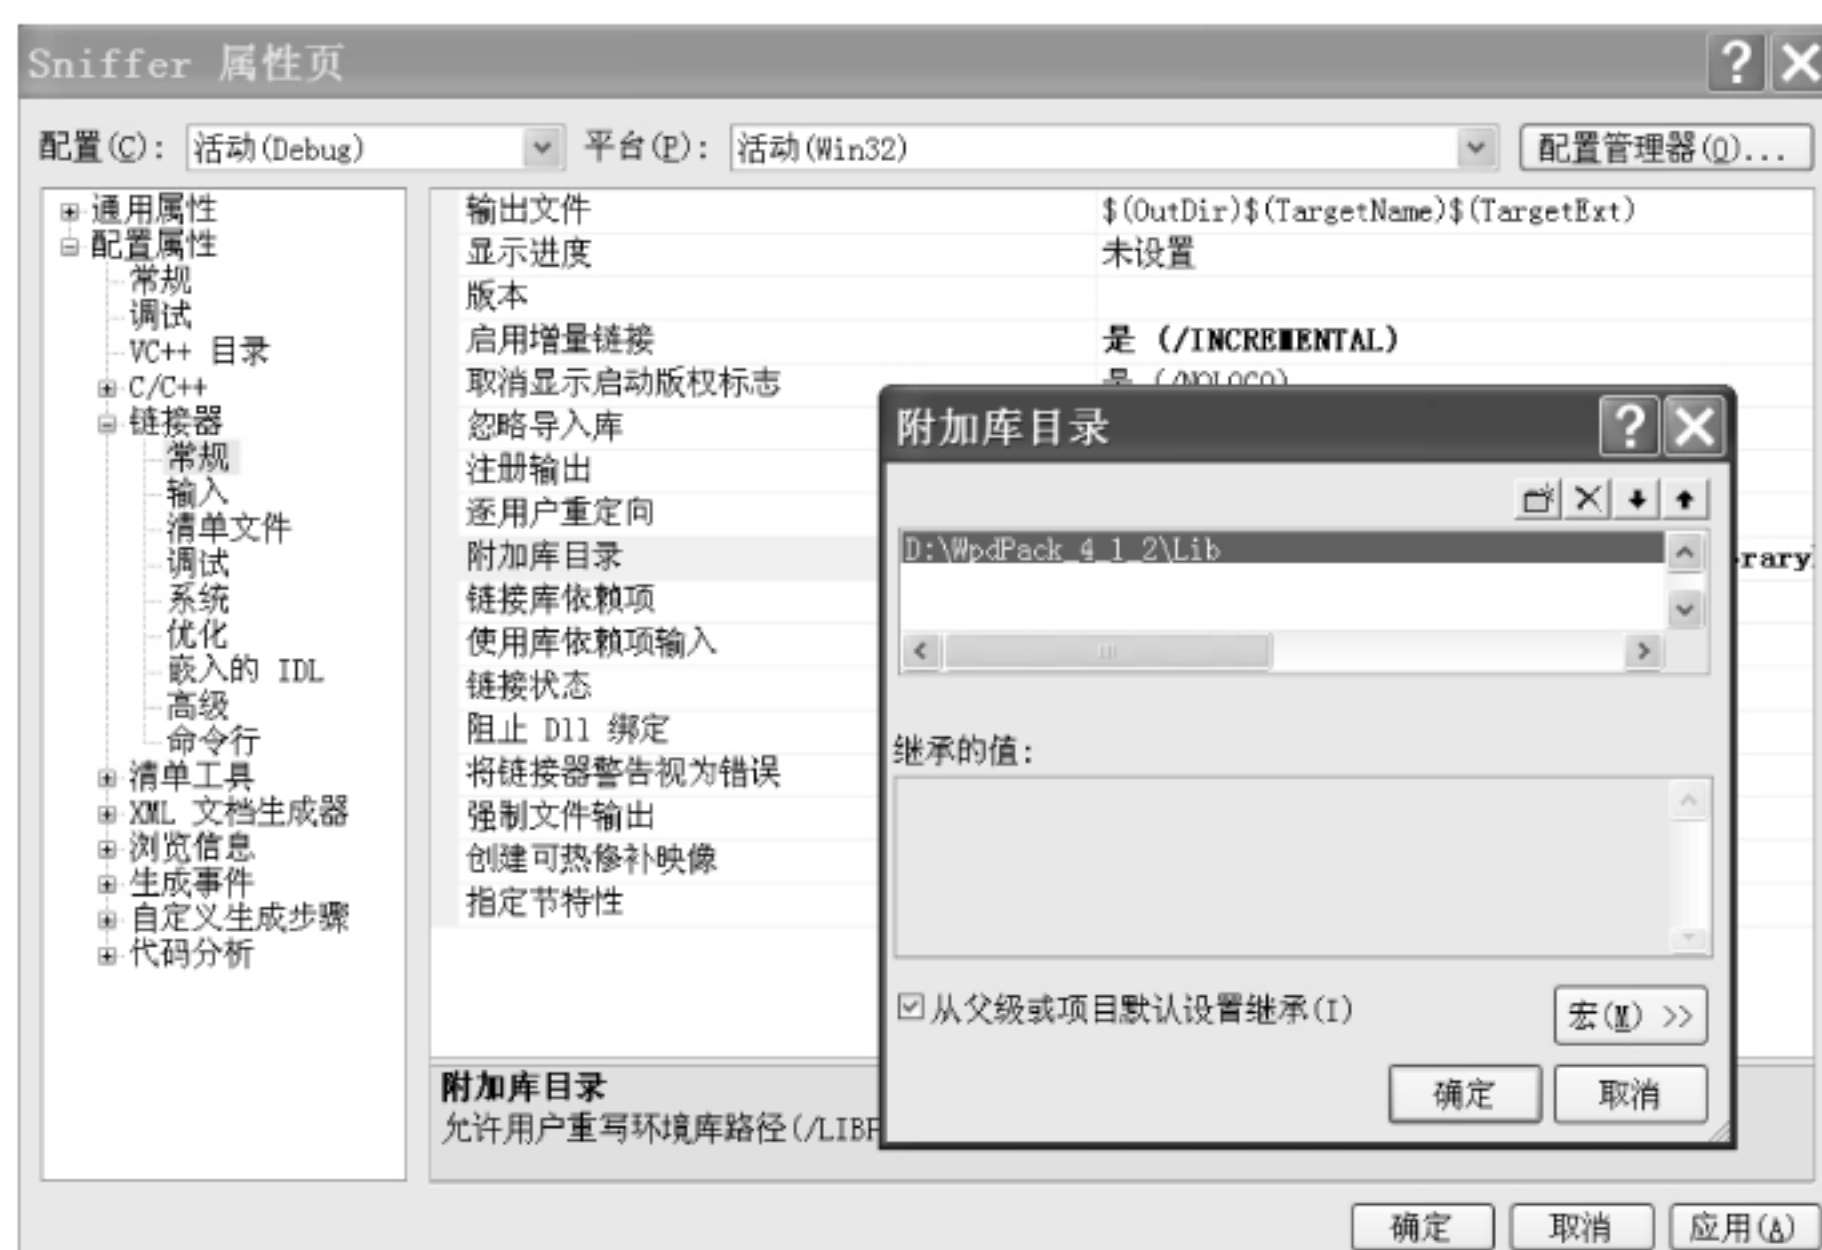 Sniffer 属性页
配置(C): 活动(Debug) 平台(P): 活动(Win32) 配置管理器(O)...
通用属性
配置属性
常规
调试
VC++ 目录
C/C++
链接器
常规
输入
清单文件
调试
系统
优化
嵌入的 IDL
高级
命令行
清单工具
XML 文档生成器
浏览信息
生成事件
自定义生成步骤
代码分析
输出文件 $(OutDir)$(TargetName)$(TargetExt)
显示进度 未设置
版本
启用增量链接 是 (/INCREMENTAL)
取消显示启动版权标志 是 (/NOLOGO)
忽略导入库
注册输出
逐用户重定向
附加库目录 rary
链接库依赖项
使用库依赖项输入
链接状态
阻止 Dll 绑定
将链接器警告视为错误
强制文件输出
创建可热修补映像
指定节特性
附加库目录
允许用户重写环境库路径(/LIB
附加库目录
D:\WpdPack_4_1_2\Lib
继承的值:
从父级或项目默认设置继承(I)
宏(M) >>
确定 取消
确定 取消 应用(A)